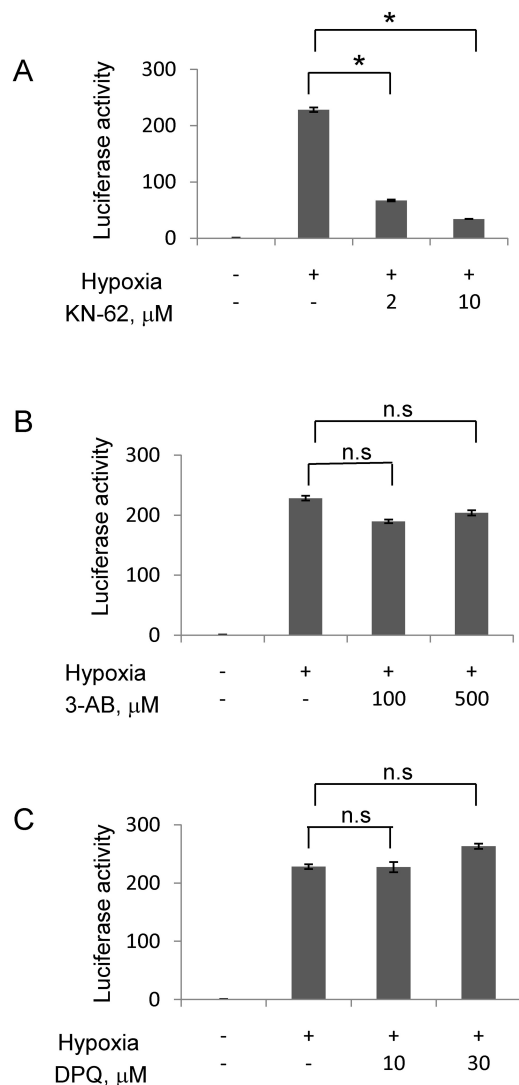 *
A
*
300
200
100
0
Luciferase activity
Hypoxia - + + +
KN-62, μM - - 2 10
n.s
B
n.s
300
200
100
0
Luciferase activity
Hypoxia - + + +
3-AB, μM - - 100 500
n.s
C
n.s
300
200
100
0
Luciferase activity
Hypoxia - + + +
DPQ, μM - - 10 30